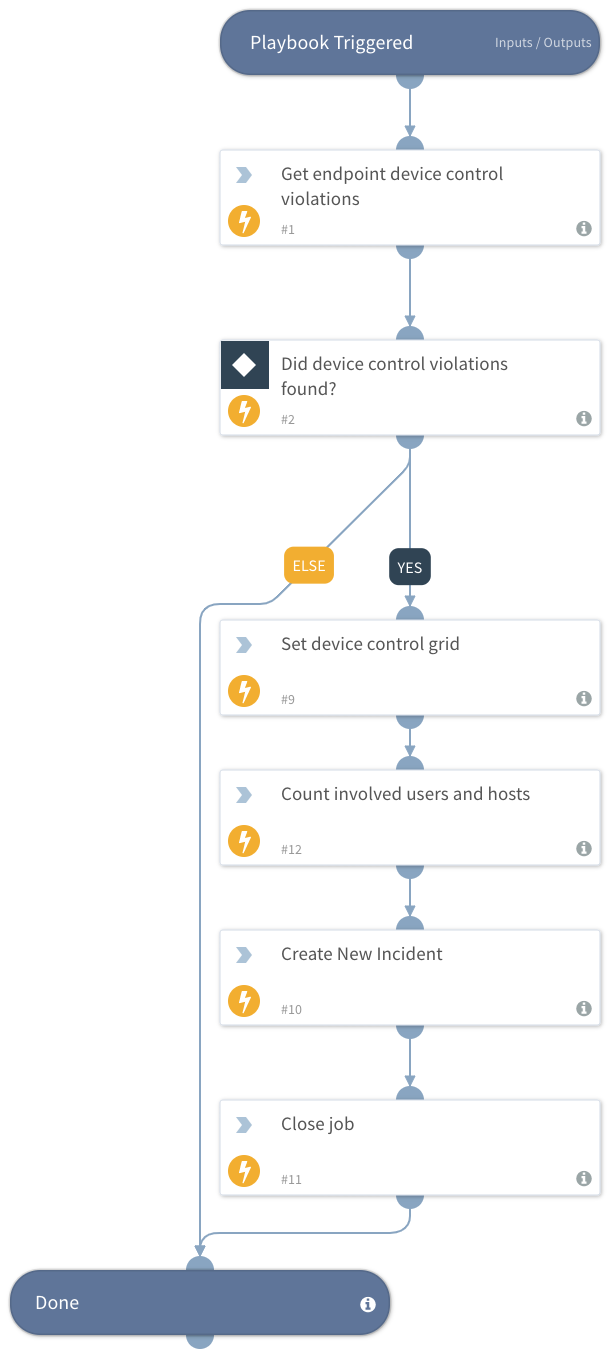 Playbook Triggered
Inputs / Outputs
Get endpoint device control
violations
#1
Did device control violations
found?
#2
ELSE
YES
Set device control grid
#9
Count involved users and hosts
#12
Create New Incident
#10
Close job
#11
Done